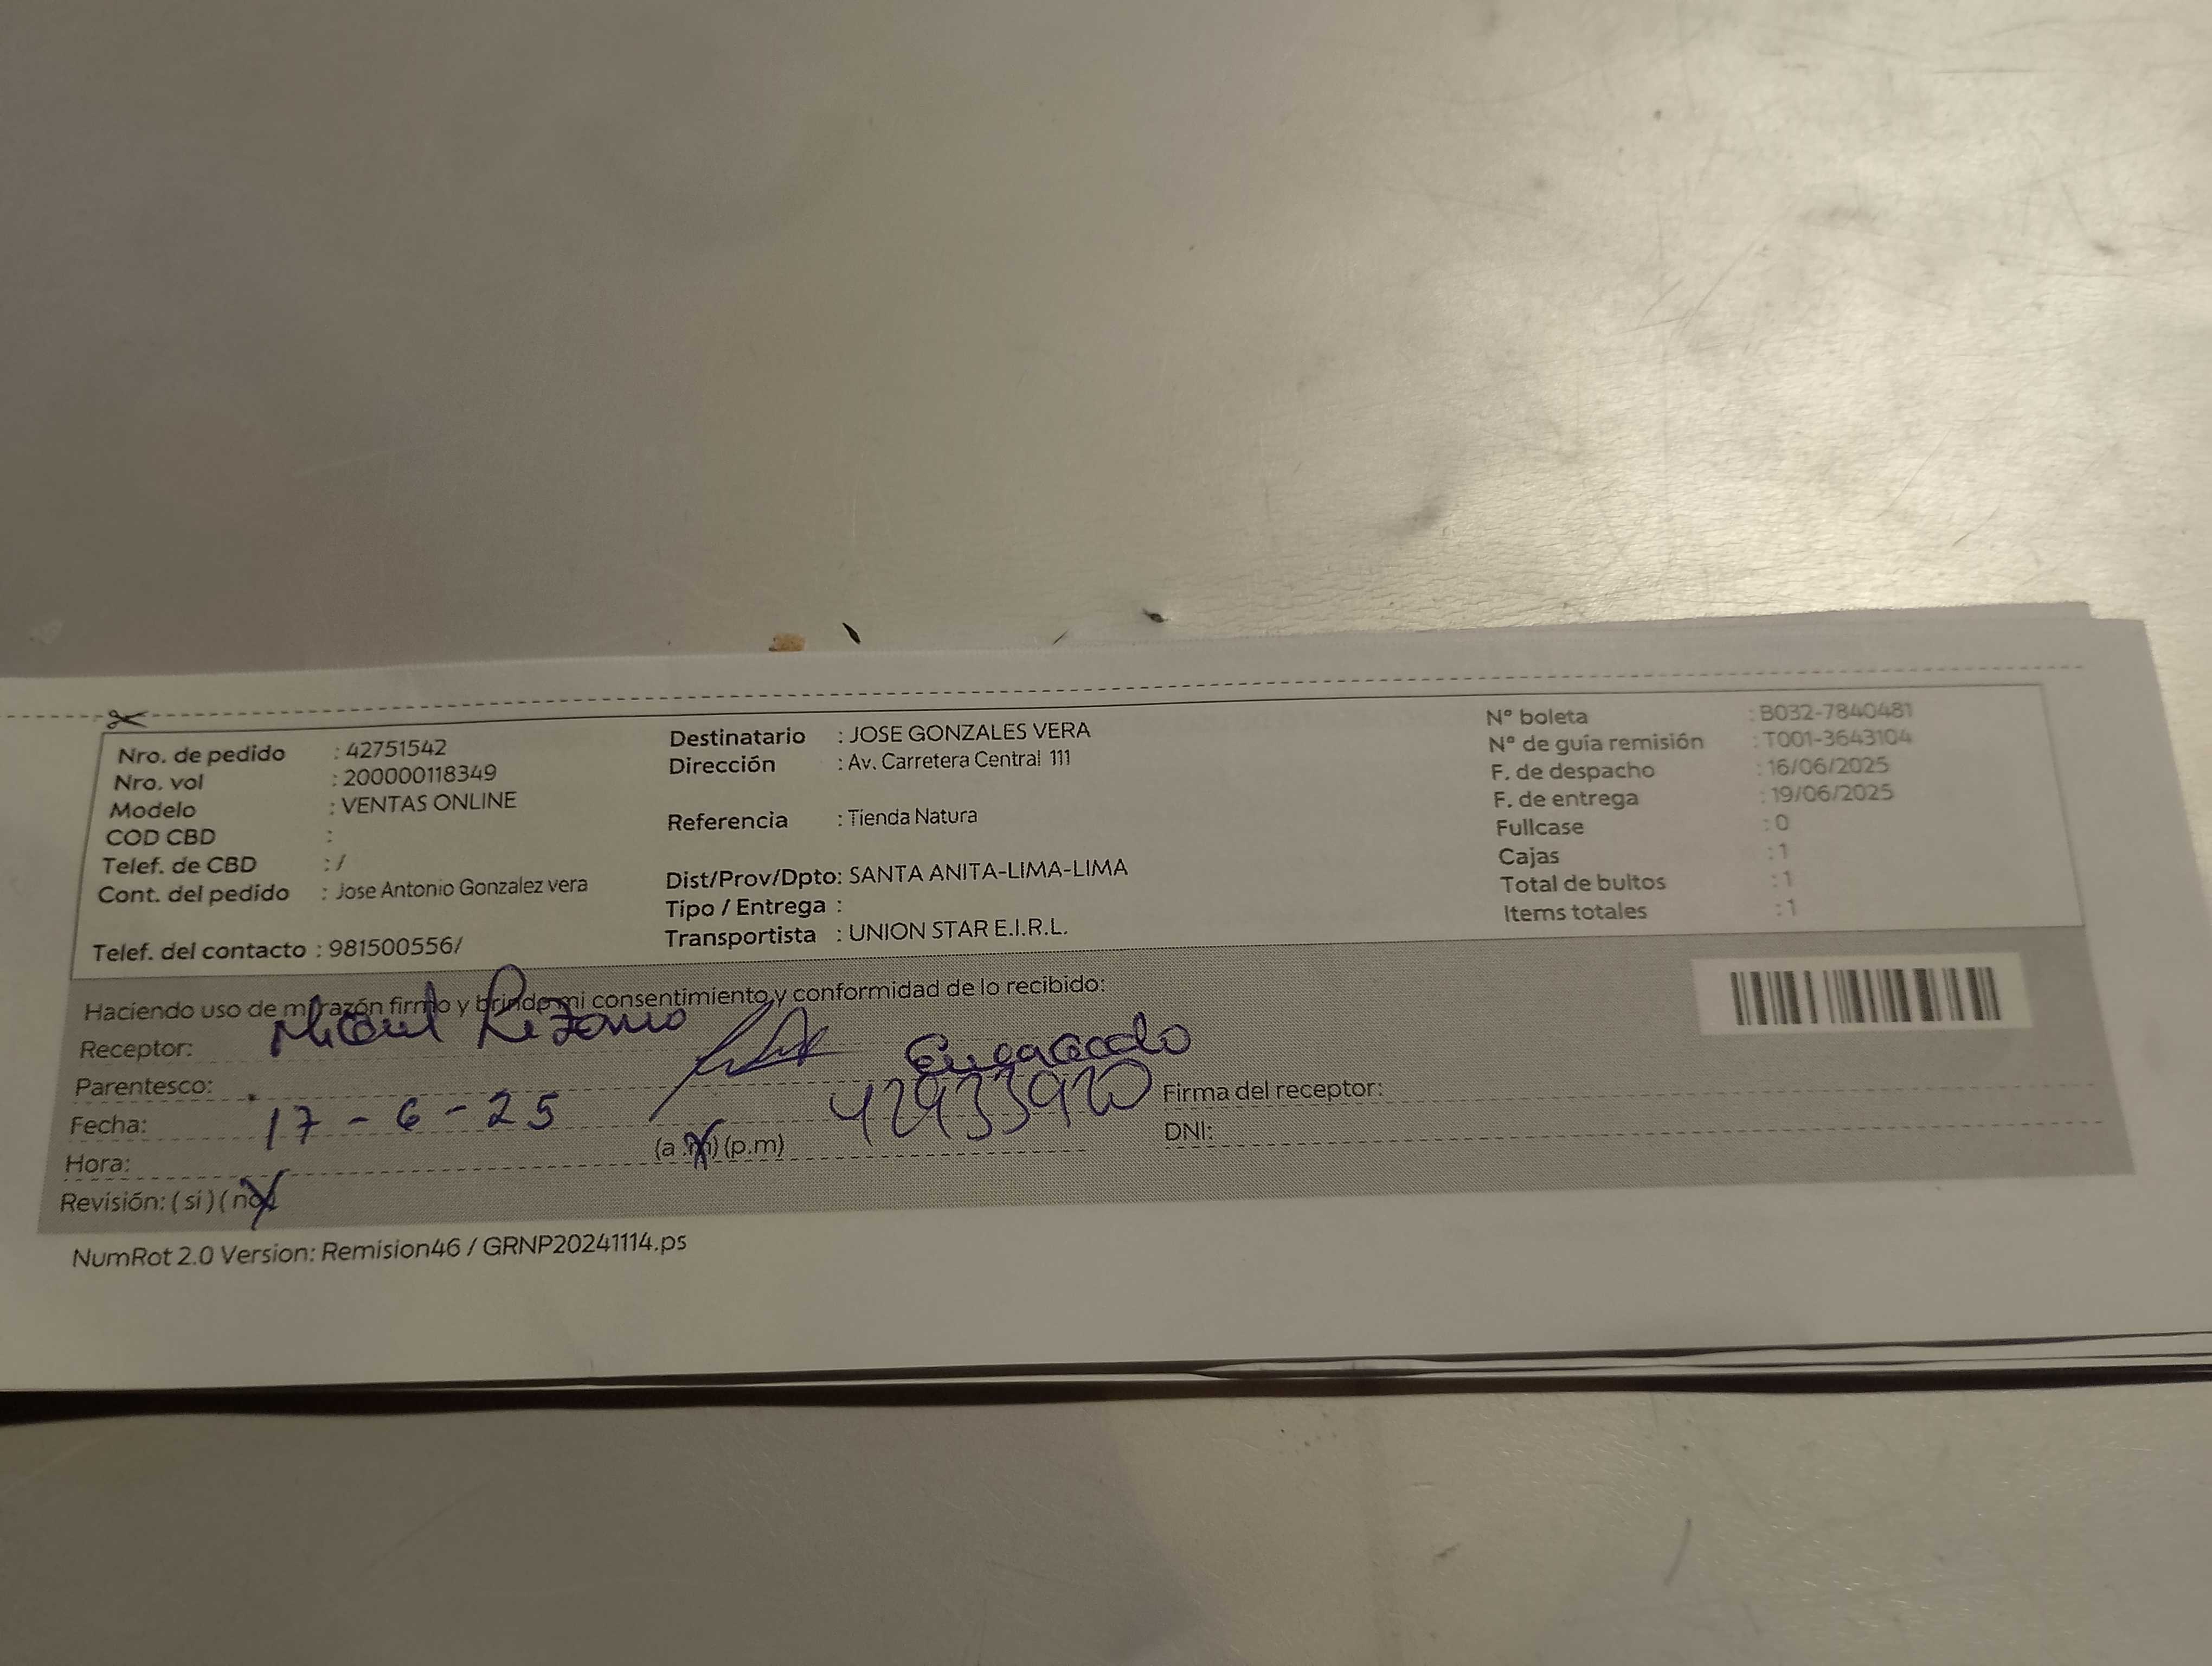 Nro. de pedido : 42751542
Nro. vol : 200000118349
Modelo : VENTAS ONLINE
COD CBD :
Telef. de CBD : /
Cont. del pedido : Jose Antonio Gonzalez vera
Telef. del contacto : 981500556/
Destinatario : JOSE GONZALES VERA
Dirección : Av. Carretera Central 111
Referencia : Tienda Natura
Dist/Prov/Dpto: SANTA ANITA-LIMA-LIMA
Tipo / Entrega :
Transportista : UNION STAR E.I.R.L.
N° boleta : B032-7840481
N° de guía remisión : T001-3643104
F. de despacho : 16/06/2025
F. de entrega : 19/06/2025
Fullcase : 0
Cajas : 1
Total de bultos : 1
Items totales : 1
Haciendo uso de mi razón firmo y brindo mi consentimiento y conformidad de lo recibido:
Receptor:
Parentesco:
Fecha: 17-6-25
Hora: (a.m) (p.m)
Revisión: (si) (no)
Firma del receptor:
DNI:
NumRot 2.0 Version: Remision46 / GRNP20241114.ps